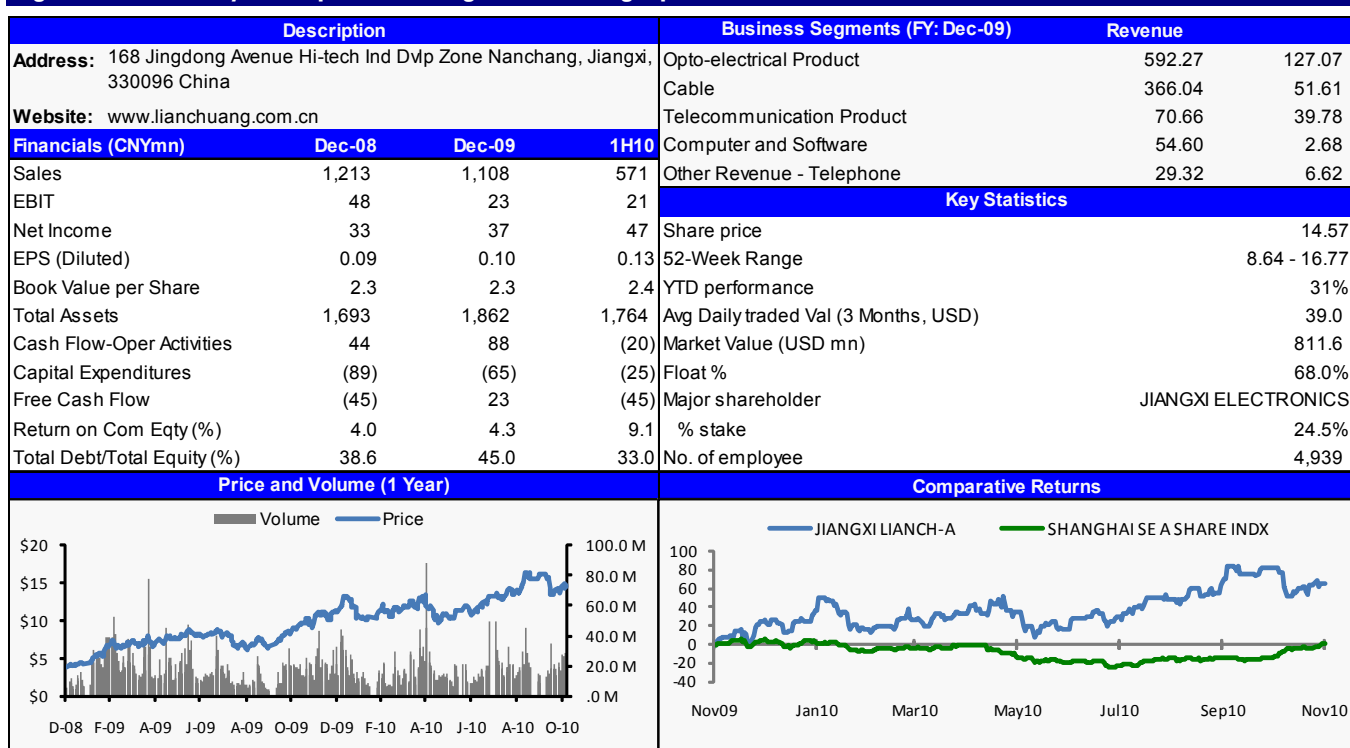 Description
Address: 168 Jingdong Avenue Hi-tech Ind Dvlp Zone Nanchang, Jiangxi,
330096 China
Website: www.lianchuang.com.cn
Financials (CNYmn) Dec-08 Dec-09 1H10
Sales 1,213 1,108 571
EBIT 48 23 21
Net Income 33 37 47
EPS (Diluted) 0.09 0.10 0.13
Book Value per Share 2.3 2.3 2.4
Total Assets 1,693 1,862 1,764
Cash Flow-Oper Activities 44 88 (20)
Capital Expenditures (89) (65) (25)
Free Cash Flow (45) 23 (45)
Return on Com Eqty (%) 4.0 4.3 9.1
Total Debt/Total Equity (%) 38.6 45.0 33.0
Business Segments (FY: Dec-09) Revenue
Opto-electrical Product 592.27 127.07
Cable 366.04 51.61
Telecommunication Product 70.66 39.78
Computer and Software 54.60 2.68
Other Revenue - Telephone 29.32 6.62
Key Statistics
Share price 14.57
52-Week Range 8.64 - 16.77
YTD performance 31%
Avg Daily traded Val (3 Months, USD) 39.0
Market Value (USD mn) 811.6
Float % 68.0%
Major shareholder JIANGXI ELECTRONICS
% stake 24.5%
No. of employee 4,939
Price and Volume (1 Year)
Volume Price
$20 100.0 M
$15 80.0 M
60.0 M
$10 40.0 M
$5 20.0 M
$0 .0 M
D-08 F-09 A-09 J-09 A-09 O-09 D-09 F-10 A-10 J-10 A-10 O-10
Comparative Returns
JIANGXI LIANCH-A SHANGHAI SE A SHARE INDX
100
80
60
40
20
0
-20
-40
Nov09 Jan10 Mar10 May10 Jul10 Sep10 Nov10